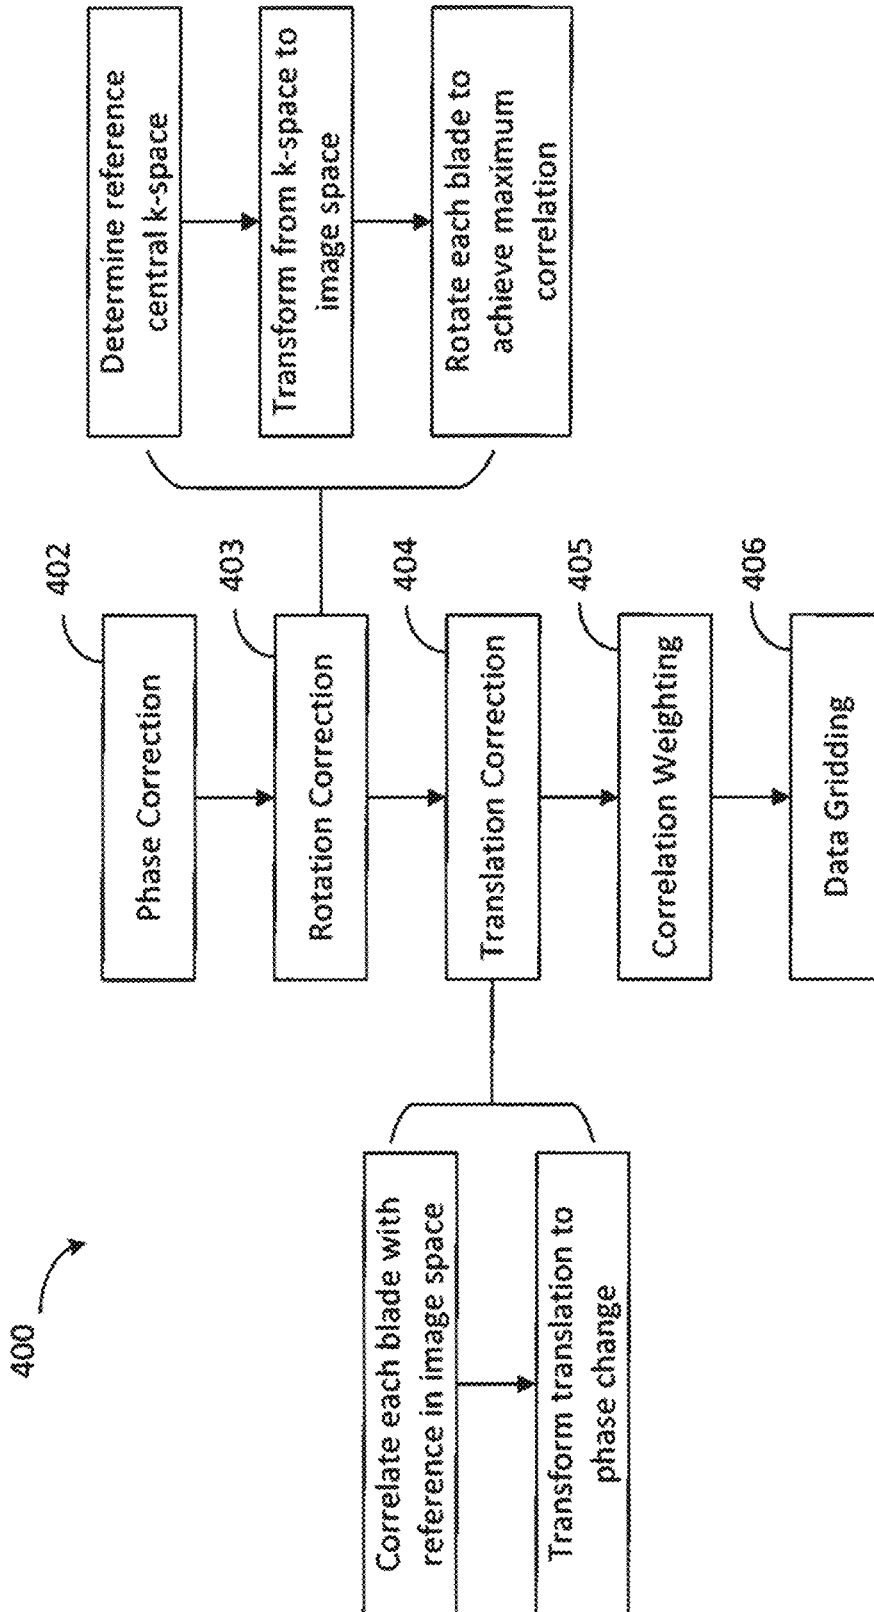 400
Correlate each blade with
reference in image space
Transform translation to
phase change
402
Phase Correction
403
Rotation Correction
404
Translation Correction
405
Correlation Weighting
406
Data Gridding
Determine reference
central k-space
Transform from k-space to
image space
Rotate each blade to
achieve maximum
correlation